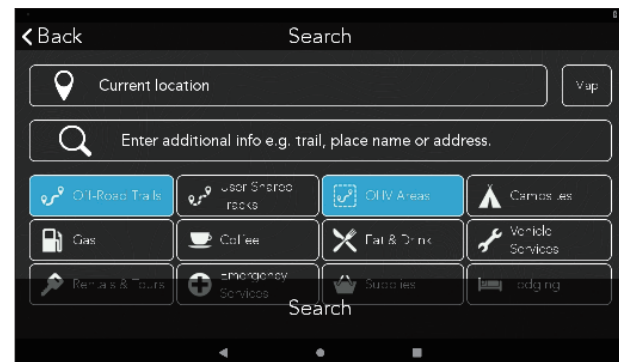 Back
Search
Current location
Map
Enter additional info e.g. trail, place name or address.
Off-Road Trails
User Shared
Tracks
OHV Areas
Campsites
Gas
Coffee
Eat & Drink
Vehicle
Services
Rentals & Tours
Emergency
Services
Supplies
Lodging
Search